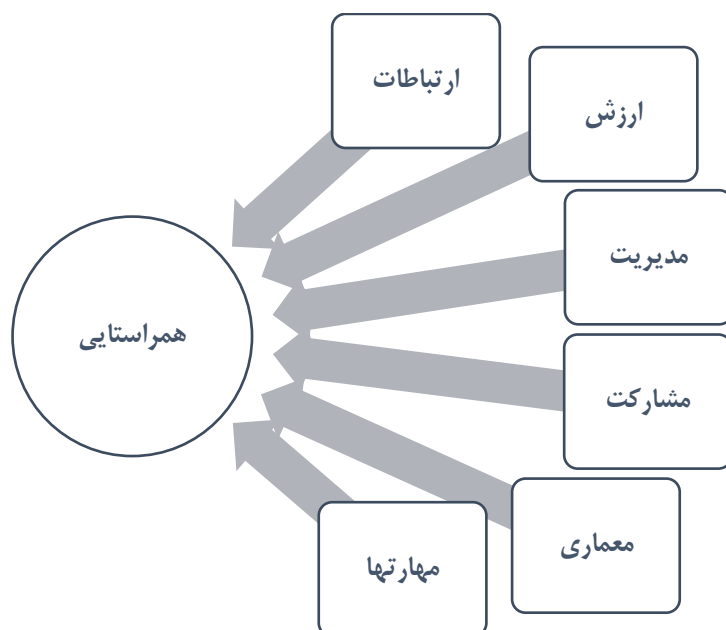 ارتباطات
ارزش
مدیریت
همراستایی
مشارکت
معماری
مهارتها